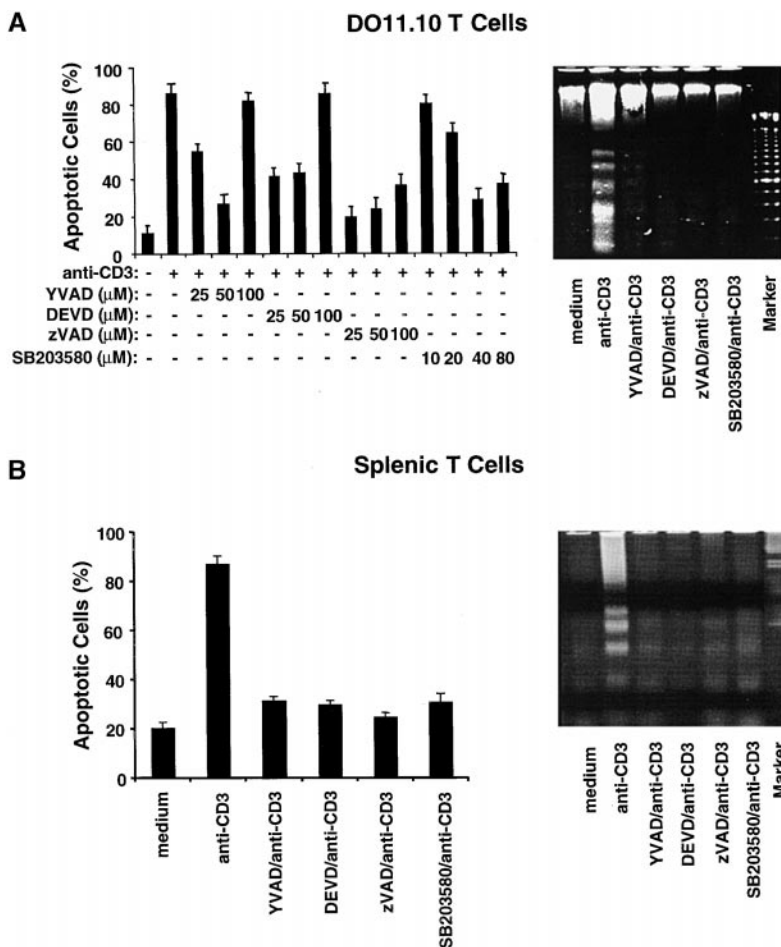 A
DO11.10 T Cells
Apoptotic Cells (%)
100
80
60
40
20
0
anti-CD3: - + + + + + + + + + + + + + +
YVAD (µM): - - 25 50 100 - - - - - - - - - -
DEVD (µM): - - - - - 25 50 100 - - - - - - -
zVAD (µM): - - - - - - - - 25 50 100 - - - -
SB203580 (µM): - - - - - - - - - - - 10 20 40 80
medium
anti-CD3
YVAD/anti-CD3
DEVD/anti-CD3
zVAD/anti-CD3
SB203580/anti-CD3
Marker
B
Splenic T Cells
Apoptotic Cells (%)
100
80
60
40
20
0
medium
anti-CD3
YVAD/anti-CD3
DEVD/anti-CD3
zVAD/anti-CD3
SB203580/anti-CD3
medium
anti-CD3
YVAD/anti-CD3
DEVD/anti-CD3
zVAD/anti-CD3
SB203580/anti-CD3
Marker